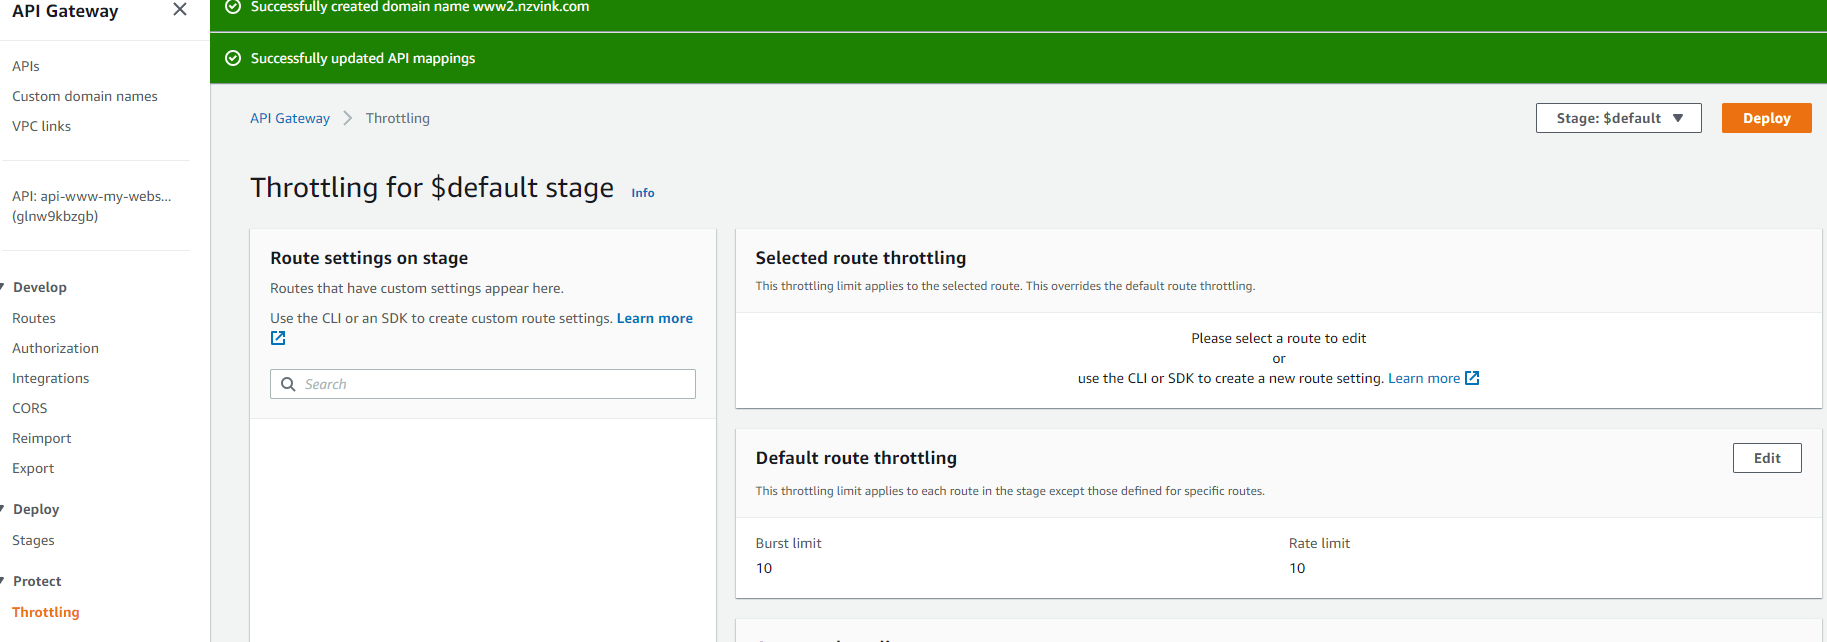 API Gateway
APIs
Custom domain names
VPC links
API: api-www-my-webs...
(glnw9kbzgb)
Develop
Routes
Authorization
Integrations
CORS
Reimport
Export
Deploy
Stages
Protect
Throttling
Successfully created domain name www2.nzvink.com
Successfully updated API mappings
API Gateway > Throttling
Stage: $default
Deploy
Throttling for $default stage Info
Route settings on stage
Routes that have custom settings appear here.
Use the CLI or an SDK to create custom route settings. Learn more
Search
Selected route throttling
This throttling limit applies to the selected route. This overrides the default route throttling.
Please select a route to edit
or
use the CLI or SDK to create a new route setting. Learn more
Default route throttling
Edit
This throttling limit applies to each route in the stage except those defined for specific routes.
Burst limit
10
Rate limit
10